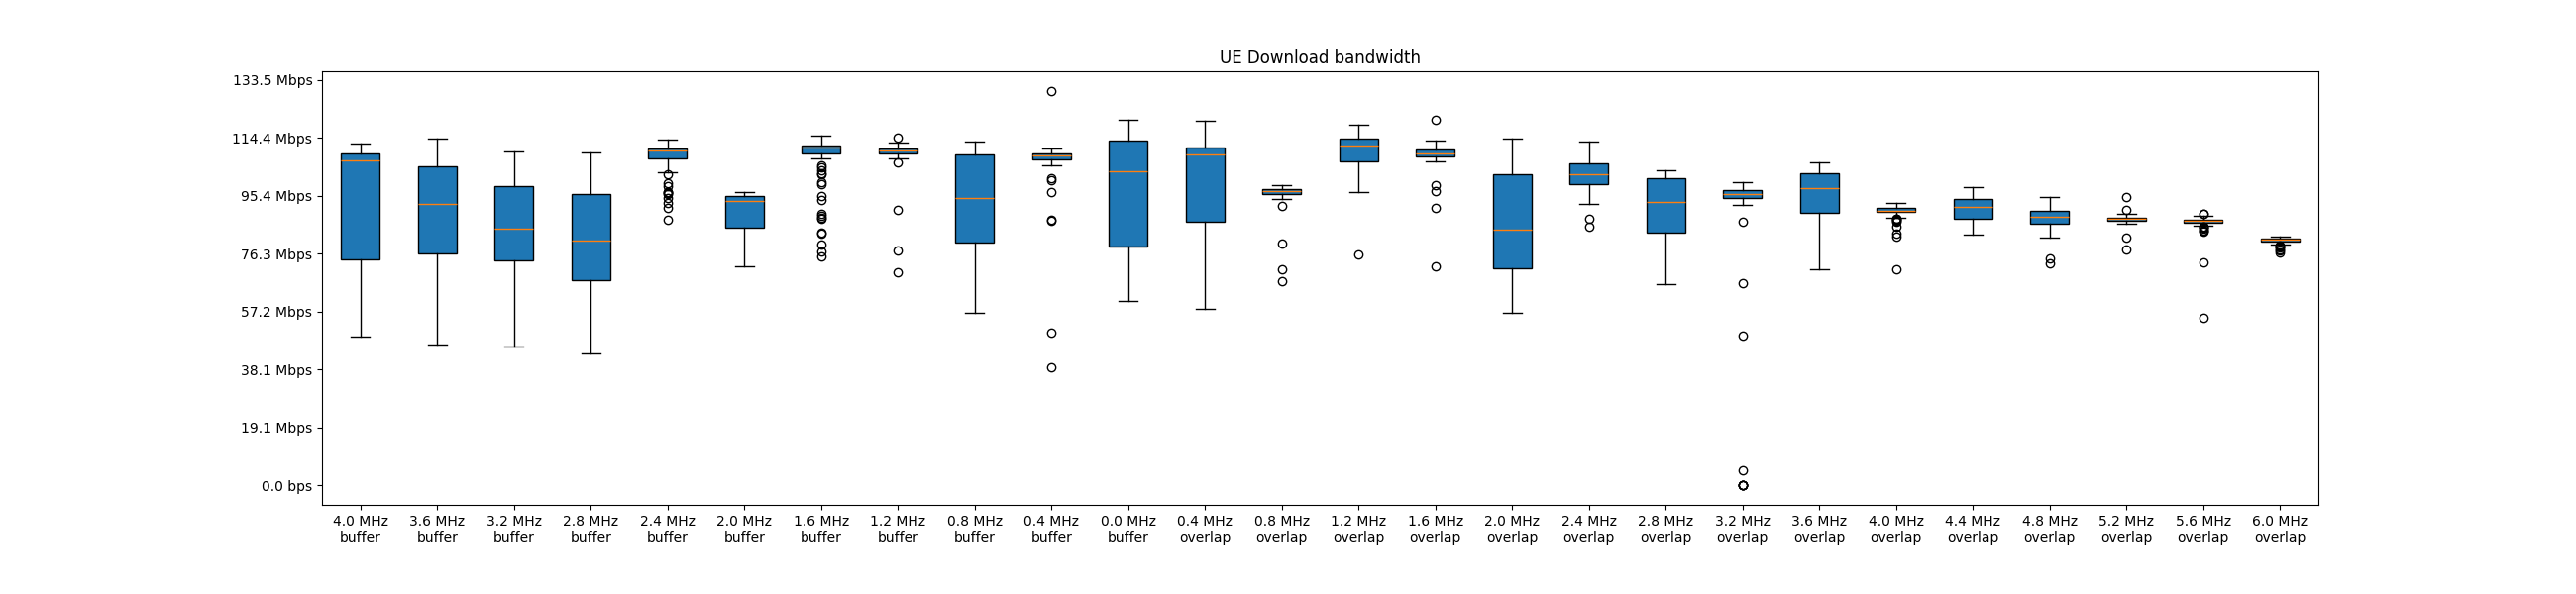 UE Download bandwidth
133.5 Mbps
114.4 Mbps
95.4 Mbps
76.3 Mbps
57.2 Mbps
38.1 Mbps
19.1 Mbps
0.0 bps
4.0 MHz
buffer
3.6 MHz
buffer
3.2 MHz
buffer
2.8 MHz
buffer
2.4 MHz
buffer
2.0 MHz
buffer
1.6 MHz
buffer
1.2 MHz
buffer
0.8 MHz
buffer
0.4 MHz
buffer
0.0 MHz
buffer
0.4 MHz
overlap
0.8 MHz
overlap
1.2 MHz
overlap
1.6 MHz
overlap
2.0 MHz
overlap
2.4 MHz
overlap
2.8 MHz
overlap
3.2 MHz
overlap
3.6 MHz
overlap
4.0 MHz
overlap
4.4 MHz
overlap
4.8 MHz
overlap
5.2 MHz
overlap
5.6 MHz
overlap
6.0 MHz
overlap